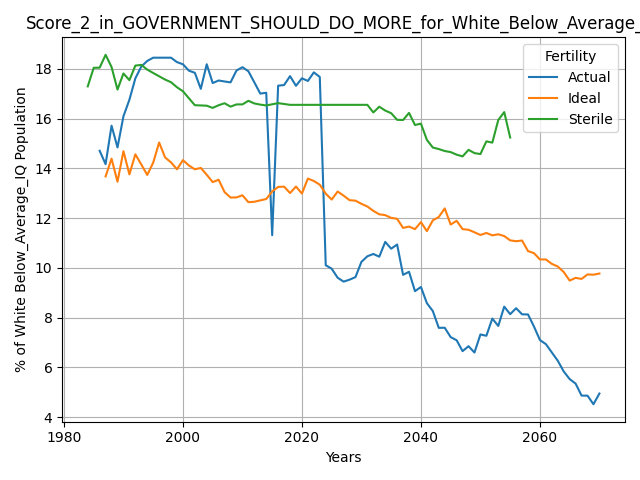 Score_2_in_GOVERNMENT_SHOULD_DO_MORE_for_White_Below_Average_
% of White Below_Average_IQ Population
18
16
14
12
10
8
6
4
Fertility
Actual
Ideal
Sterile
1980
2000
2020
2040
2060
Years